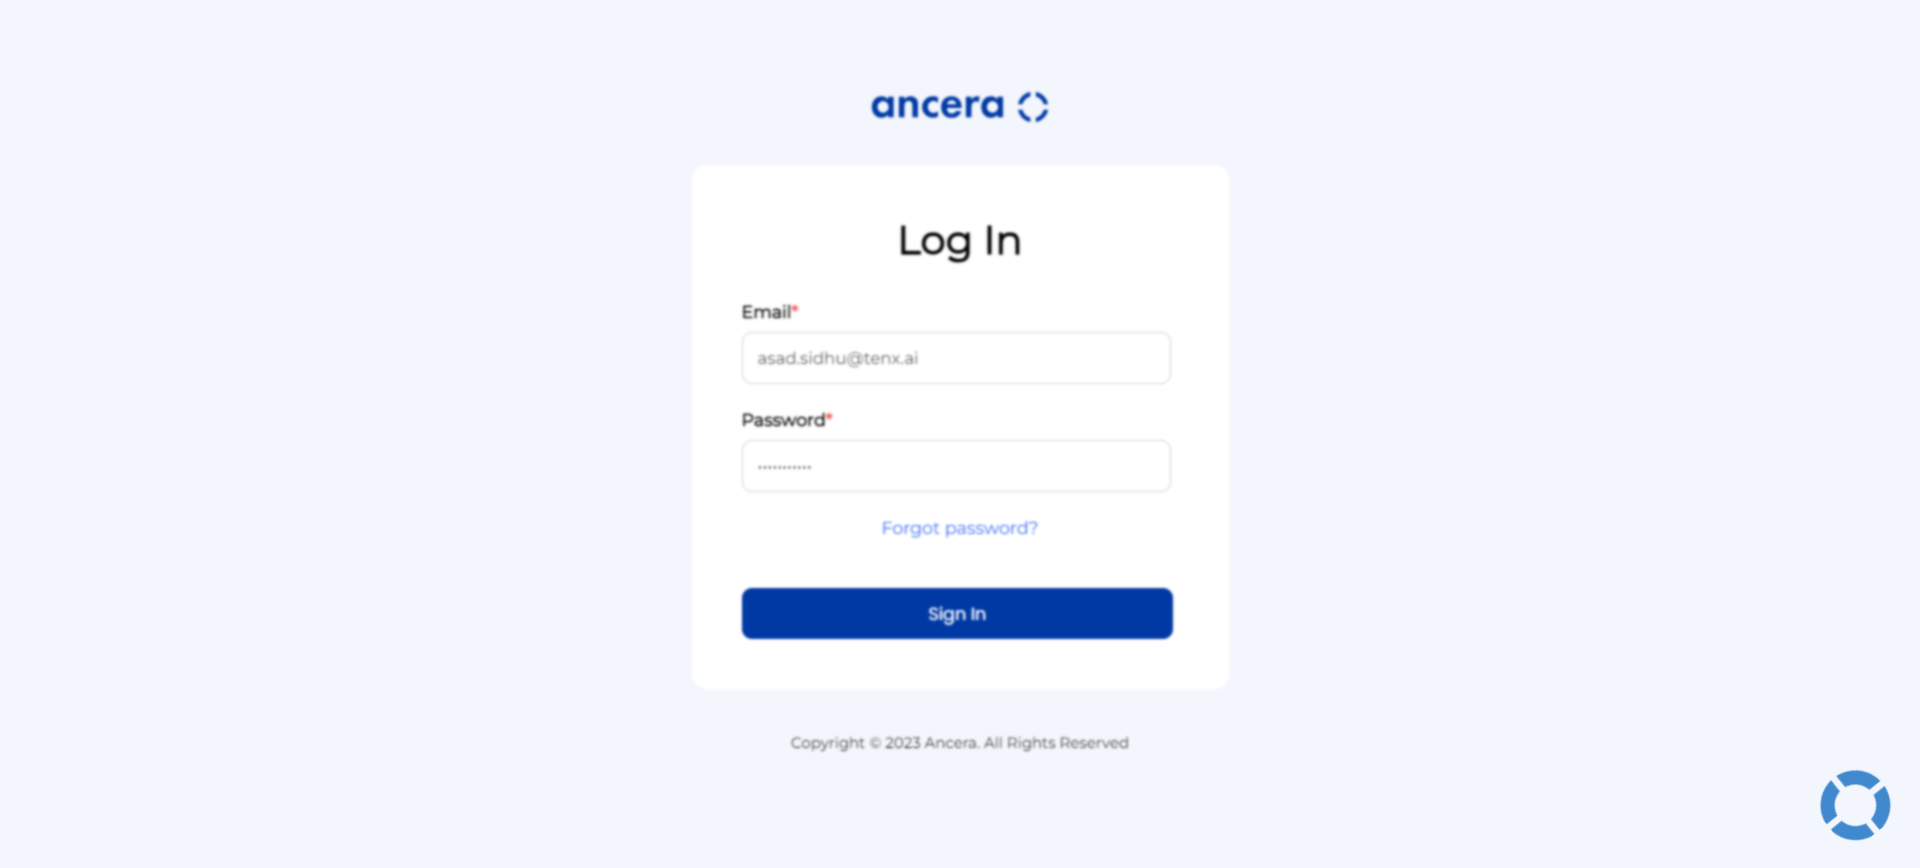 ancera
Log In
Email*
asad.sidhu@tenx.ai
Password*
•••••••••••
Forgot password?
Sign In
Copyright © 2023 Ancera. All Rights Reserved